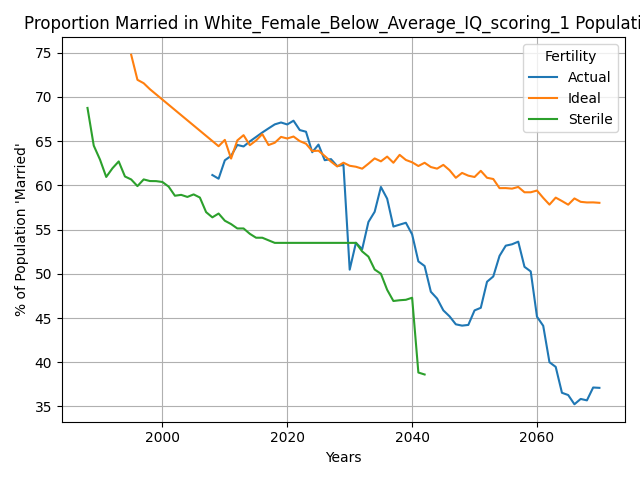 Proportion Married in White_Female_Below_Average_IQ_scoring_1 Populati
% of Population 'Married'
75
70
65
60
55
50
45
40
35
Fertility
Actual
Ideal
Sterile
2000
2020
2040
2060
Years